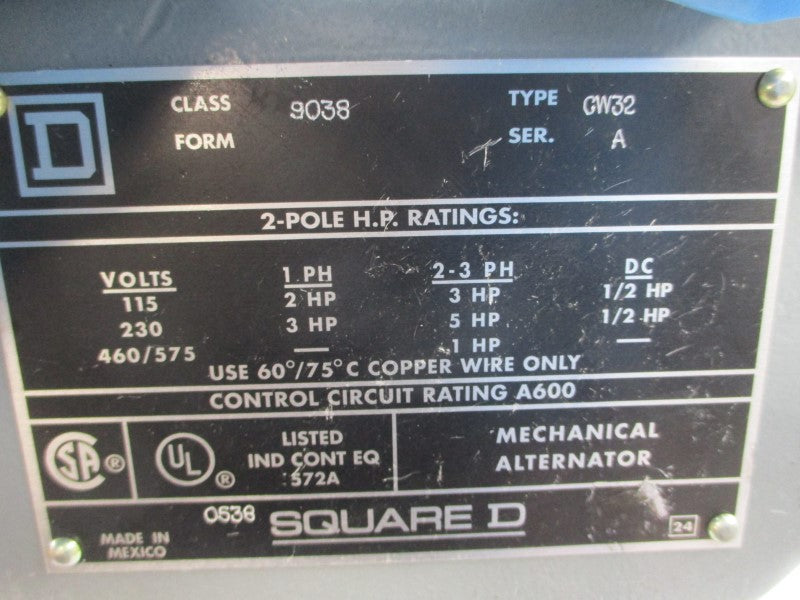 D CLASS 9038 TYPE CW32
FORM SER. A
2-POLE H.P. RATINGS:
VOLTS 1 PH 2-3 PH DC
115 2 HP 3 HP 1/2 HP
230 3 HP 5 HP 1/2 HP
460/575 — 1 HP —
USE 60°/75°C COPPER WIRE ONLY
CONTROL CIRCUIT RATING A600
SA® UL® LISTED
IND CONT EQ
572A
MECHANICAL
ALTERNATOR
MADE IN
MEXICO
0638 SQUARE D 24